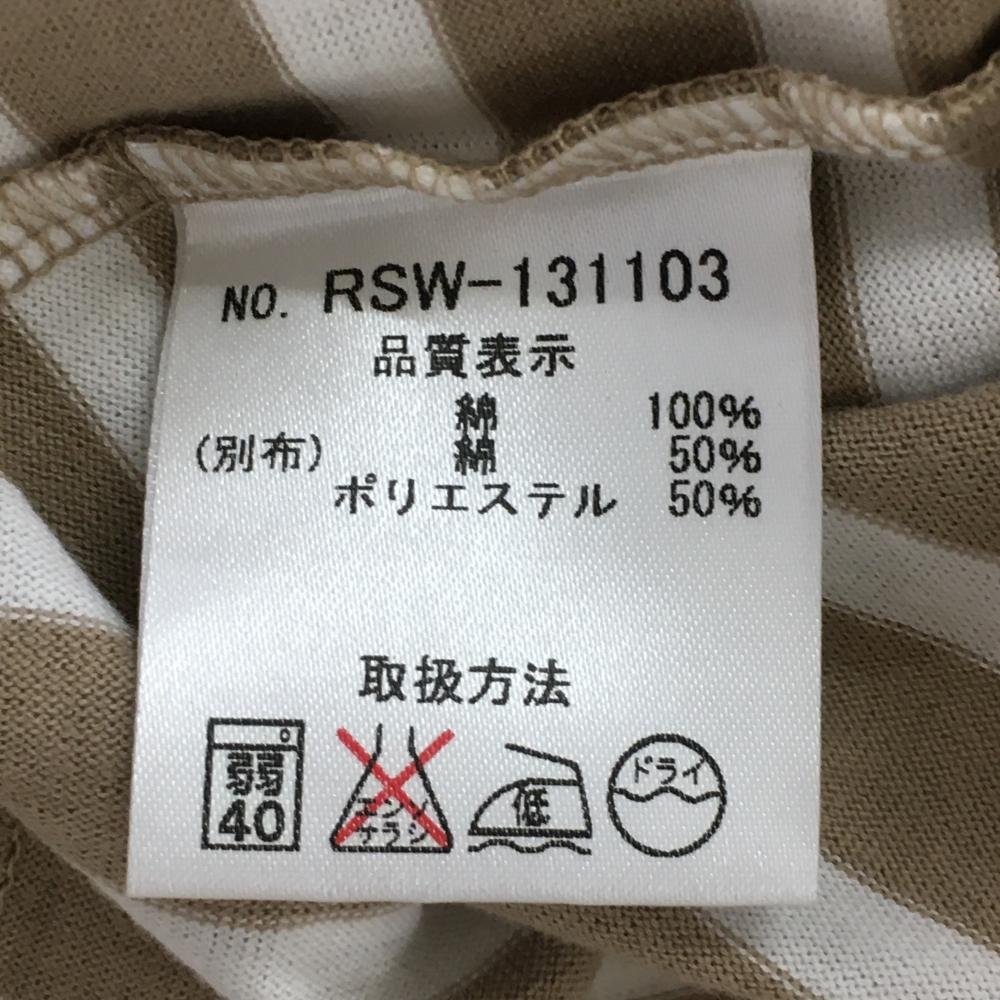 NO. RSW-131103
品質表示
綿 100%
(別布) 綿 50%
ポリエステル 50%
取扱方法
弱 40
エンソ サラシ
低
ドライ